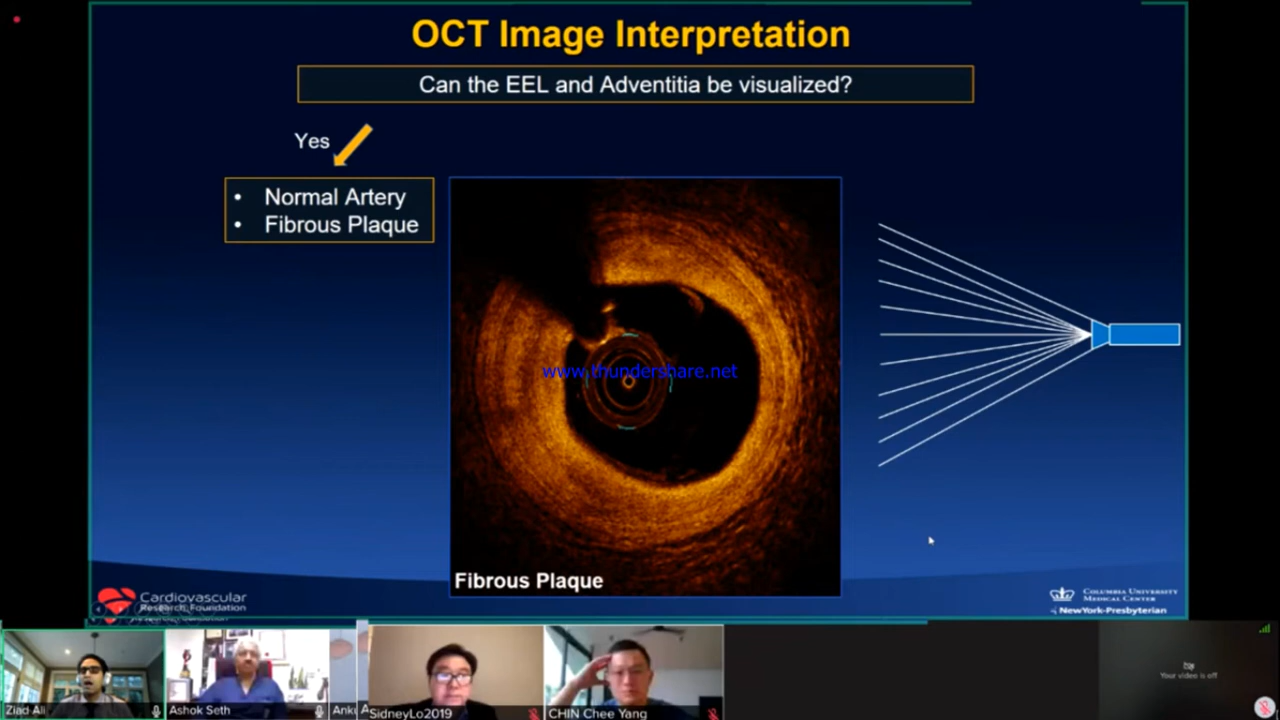 OCT Image Interpretation
Can the EEL and Adventitia be visualized?
Yes
• Normal Artery
• Fibrous Plaque
www.thundershare.net
Fibrous Plaque
Cardiovascular
Research Foundation
COLUMBIA UNIVERSITY
MEDICAL CENTER
NewYork-Presbyterian
Ziad Ali
Ashok Seth
SidneyLo2019
CHIN Chee Yang
Your video is off